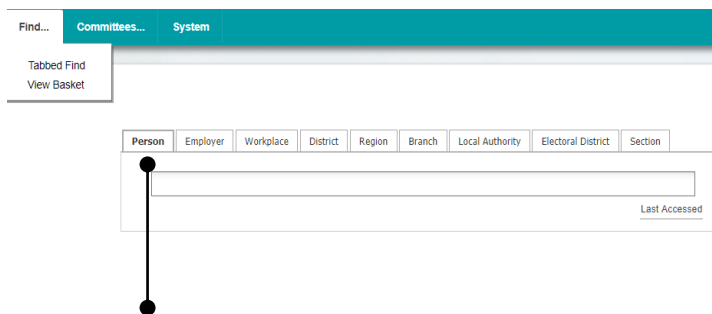 Find... Committees... System
Tabbed Find
View Basket
Person Employer Workplace District Region Branch Local Authority Electoral District Section
Last Accessed